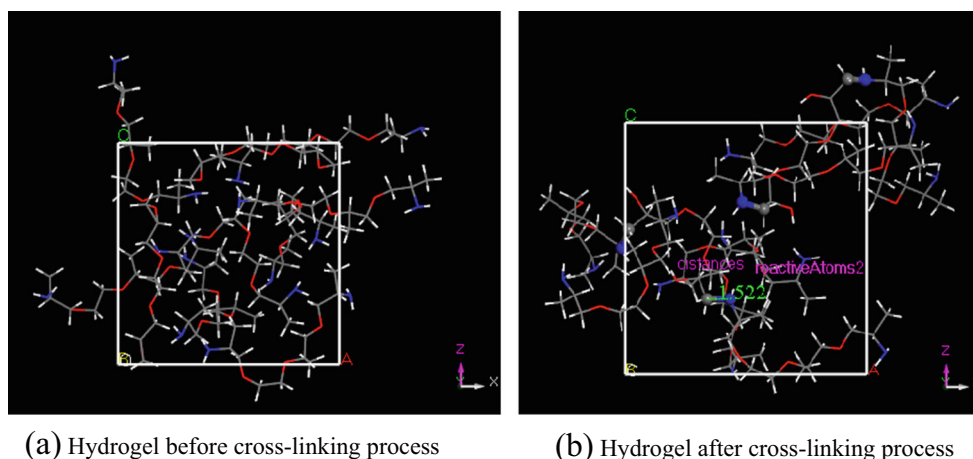 C
B
A
Z
X
C
distances
reactiveAtoms2
1.522
B
A
Z
(a) Hydrogel before cross-linking process
(b) Hydrogel after cross-linking process